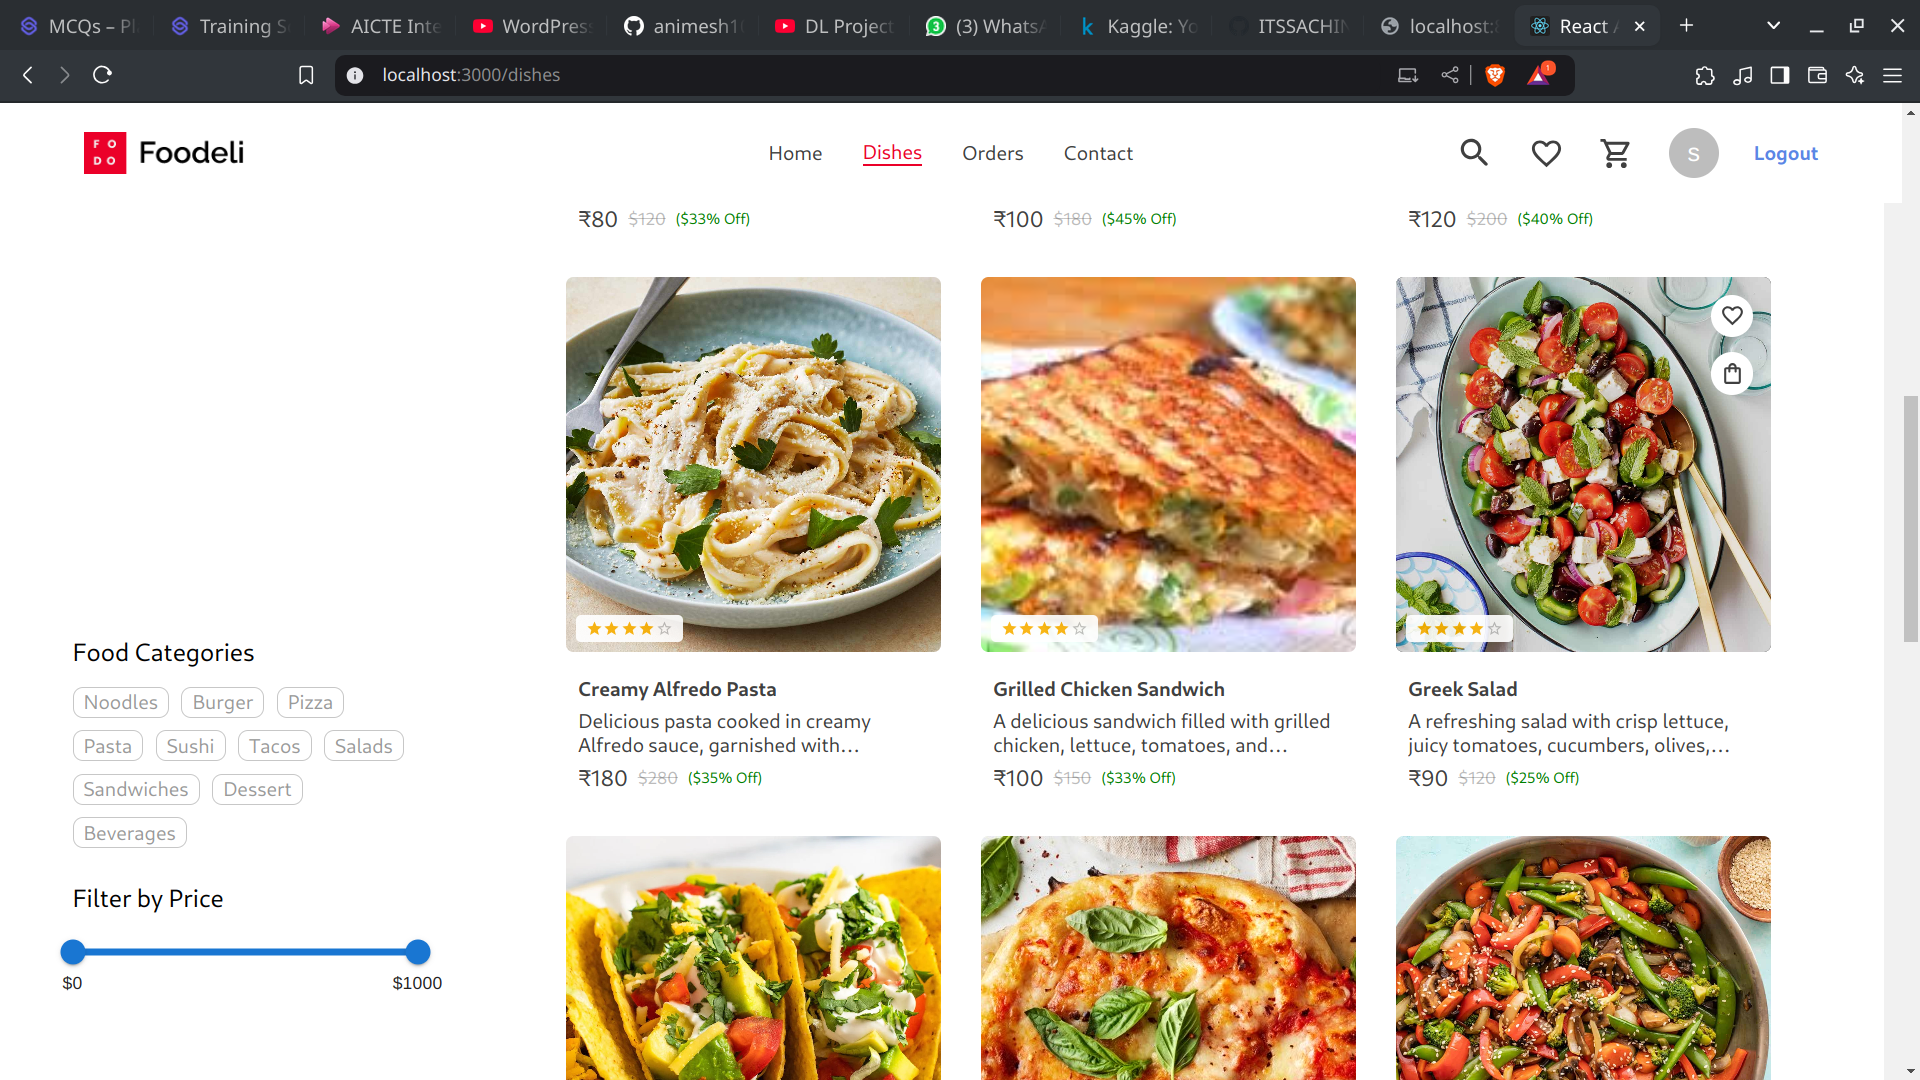 MCQs – Pl
Training S
AICTE Inte
WordPress
animesh1
DL Project
(3) WhatsA
Kaggle: Yo
ITSSACHIN
localhost:
React A
localhost:3000/dishes
1
FO
DO
Foodeli
Home
Dishes
Orders
Contact
S
Logout
₹80 $120 ($33% Off)
₹100 $180 ($45% Off)
₹120 $200 ($40% Off)
Creamy Alfredo Pasta
Delicious pasta cooked in creamy
Alfredo sauce, garnished with...
₹180 $280 ($35% Off)
Grilled Chicken Sandwich
A delicious sandwich filled with grilled
chicken, lettuce, tomatoes, and...
₹100 $150 ($33% Off)
Greek Salad
A refreshing salad with crisp lettuce,
juicy tomatoes, cucumbers, olives,...
₹90 $120 ($25% Off)
Food Categories
Noodles
Burger
Pizza
Pasta
Sushi
Tacos
Salads
Sandwiches
Dessert
Beverages
Filter by Price
$0
$1000